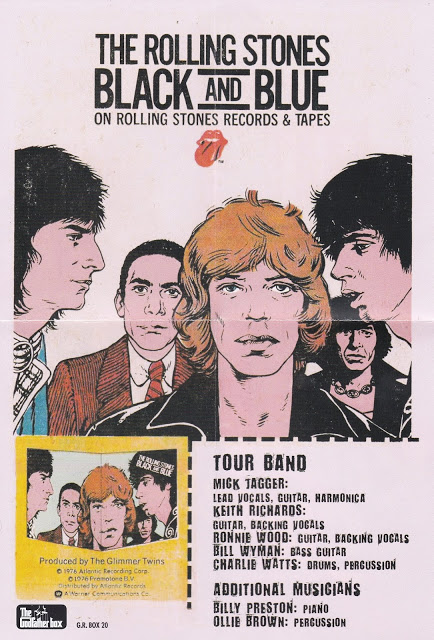 THE ROLLING STONES
BLACK AND BLUE
ON ROLLING STONES RECORDS & TAPES
TM
THE ROLLING STONES
BLACK AND BLUE
Produced by The Glimmer Twins
© 1976 Atlantic Recording Corp.
℗ 1976 Promotone B.V.
Distributed by Atlantic Records
A Warner Communications Co.
TOUR BAND
MICK JAGGER:
LEAD VOCALS, GUITAR, HARMONICA
KEITH RICHARDS:
GUITAR, BACKING VOCALS
RONNIE WOOD: GUITAR, BACKING VOCALS
BILL WYMAN: BASS GUITAR
CHARLIE WATTS: DRUMS, PERCUSSION
ADDITIONAL MUSICIANS
BILLY PRESTON: PIANO
OLLIE BROWN: PERCUSSION
The
Godfather box
G.R. BOX 20